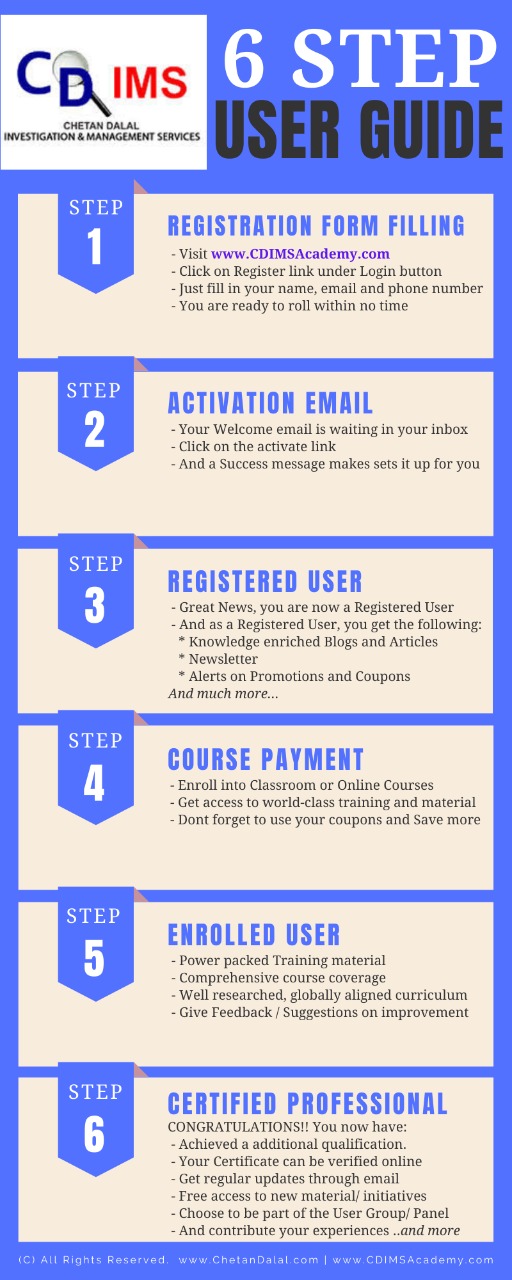 CD IMS
CHETAN DALAL
INVESTIGATION & MANAGEMENT SERVICES
6 STEP
USER GUIDE
STEP
1
REGISTRATION FORM FILLING
- Visit www.CDIMSAcademy.com
- Click on Register link under Login button
- Just fill in your name, email and phone number
- You are ready to roll within no time
STEP
2
ACTIVATION EMAIL
- Your Welcome email is waiting in your inbox
- Click on the activate link
- And a Success message makes sets it up for you
STEP
3
REGISTERED USER
- Great News, you are now a Registered User
- And as a Registered User, you get the following:
* Knowledge enriched Blogs and Articles
* Newsletter
* Alerts on Promotions and Coupons
And much more...
STEP
4
COURSE PAYMENT
- Enroll into Classroom or Online Courses
- Get access to world-class training and material
- Dont forget to use your coupons and Save more
STEP
5
ENROLLED USER
- Power packed Training material
- Comprehensive course coverage
- Well researched, globally aligned curriculum
- Give Feedback / Suggestions on improvement
STEP
6
CERTIFIED PROFESSIONAL
CONGRATULATIONS!! You now have:
- Achieved a additional qualification.
- Your Certificate can be verified online
- Get regular updates through email
- Free access to new material/ initiatives
- Choose to be part of the User Group/ Panel
- And contribute your experiences ..and more
(C) All Rights Reserved. www.ChetanDalal.com | www.CDIMSAcademy.com